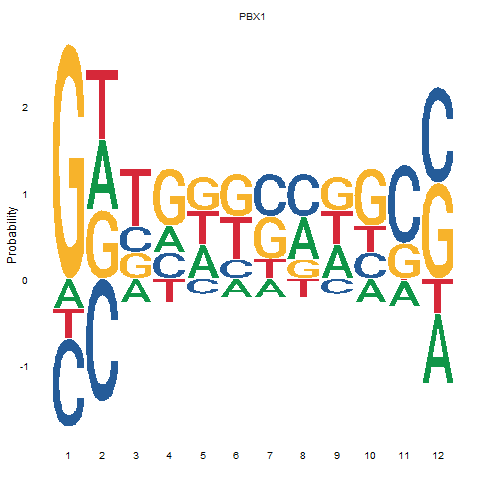 PBX1
Probability
2
1
0
-1
G T C
A G A T C
T C G A
G A C T
G T A C
G T C A
C G T A
C A G T
G T A C
G T C A
C G A
C G T A
1 2 3 4 5 6 7 8 9 10 11 12